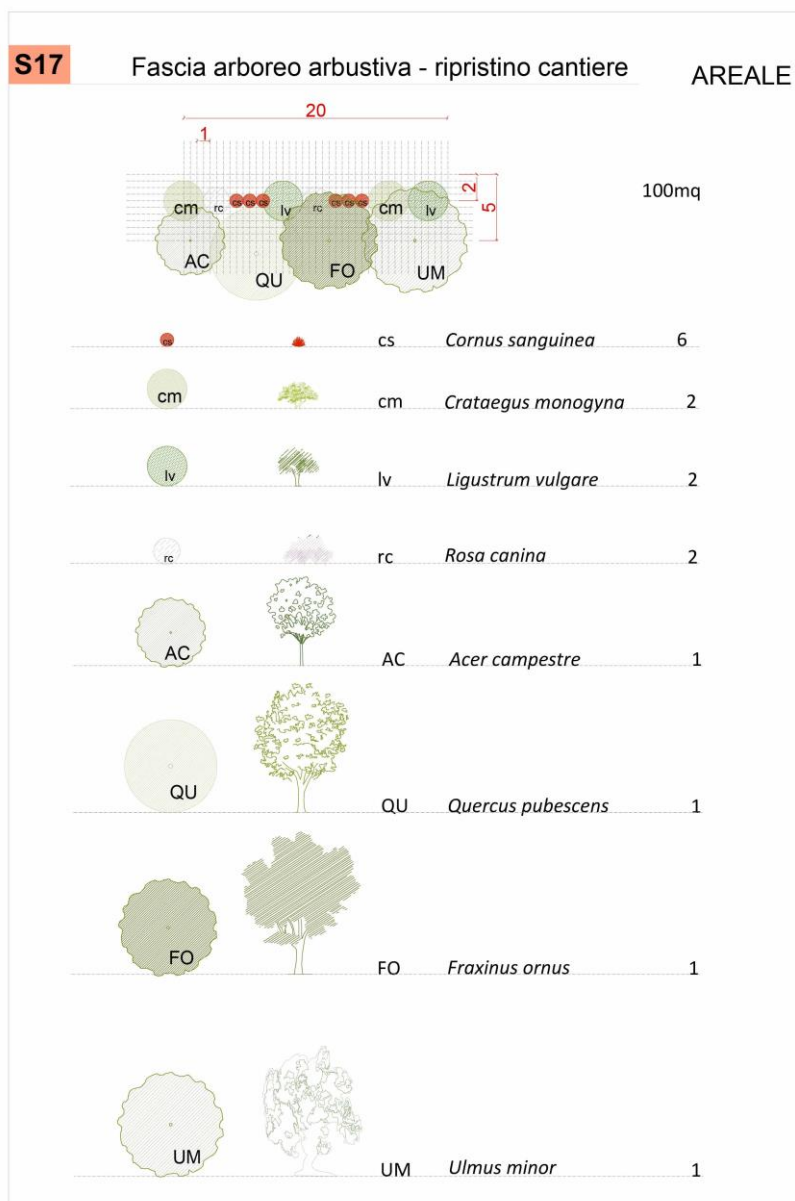 S17 Fascia arboreo arbustiva - ripristino cantiere AREALE
20
1
2
5
100mq
cm rc cs cs cs lv rc cs cs cs cm lv
AC QU FO UM
cs cs Cornus sanguinea 6
cm cm Crataegus monogyna 2
lv lv Ligustrum vulgare 2
rc rc Rosa canina 2
AC AC Acer campestre 1
QU QU Quercus pubescens 1
FO FO Fraxinus ornus 1
UM UM Ulmus minor 1